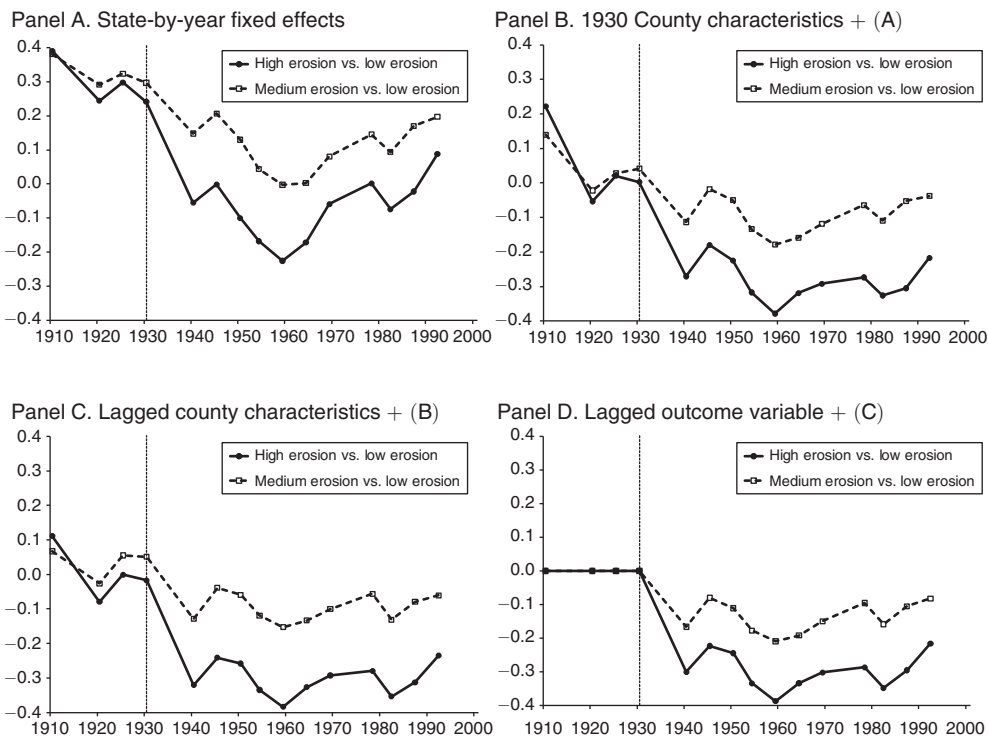 Panel A. State-by-year fixed effects
0.4
0.3
0.2
0.1
0.0
−0.1
−0.2
−0.3
−0.4
High erosion vs. low erosion
Medium erosion vs. low erosion
1910 1920 1930 1940 1950 1960 1970 1980 1990 2000
Panel B. 1930 County characteristics + (A)
0.4
0.3
0.2
0.1
0.0
−0.1
−0.2
−0.3
−0.4
High erosion vs. low erosion
Medium erosion vs. low erosion
1910 1920 1930 1940 1950 1960 1970 1980 1990 2000
Panel C. Lagged county characteristics + (B)
0.4
0.3
0.2
0.1
0.0
−0.1
−0.2
−0.3
−0.4
High erosion vs. low erosion
Medium erosion vs. low erosion
1910 1920 1930 1940 1950 1960 1970 1980 1990 2000
Panel D. Lagged outcome variable + (C)
0.4
0.3
0.2
0.1
0.0
−0.1
−0.2
−0.3
−0.4
High erosion vs. low erosion
Medium erosion vs. low erosion
1910 1920 1930 1940 1950 1960 1970 1980 1990 2000